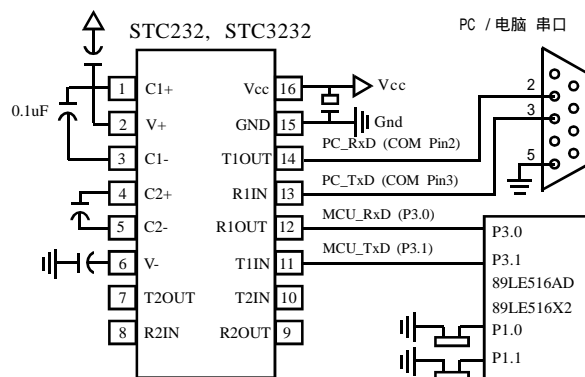 STC232, STC3232
PC / 电脑 串口
1 C1+ Vcc 16 Vcc
0.1uF
2 V+ GND 15 Gnd
3 C1- T1OUT 14 PC_RxD (COM Pin2) 2
4 C2+ R1IN 13 PC_TxD (COM Pin3) 3
5
5 C2- R1OUT 12 MCU_RxD (P3.0) P3.0
6 V- T1IN 11 MCU_TxD (P3.1) P3.1
7 T2OUT T2IN 10
89LE516AD
89LE516X2
8 R2IN R2OUT 9
P1.0
P1.1